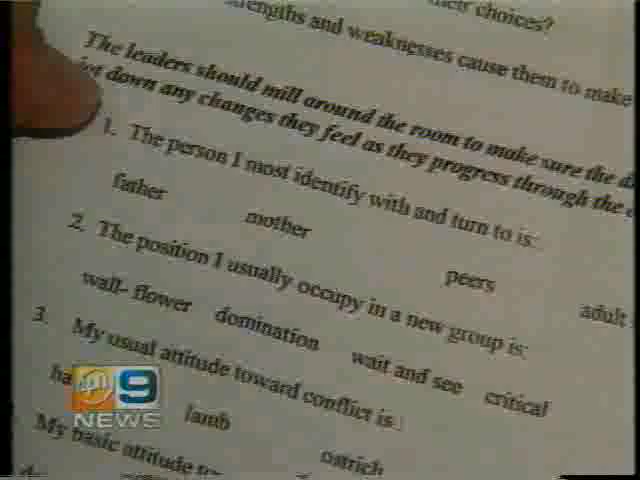 their choices?
strengths and weaknesses cause them to make
The leaders should mill around the room to make sure the
jot down any changes they feel as they progress through the
1. The person I most identify with and turn to is:
father mother peers adult
2. The position I usually occupy in a new group is:
wall- flower domination wait and see critical
3. My usual attitude toward conflict is:
lamb ostrich
My basic attitude
9
NEWS